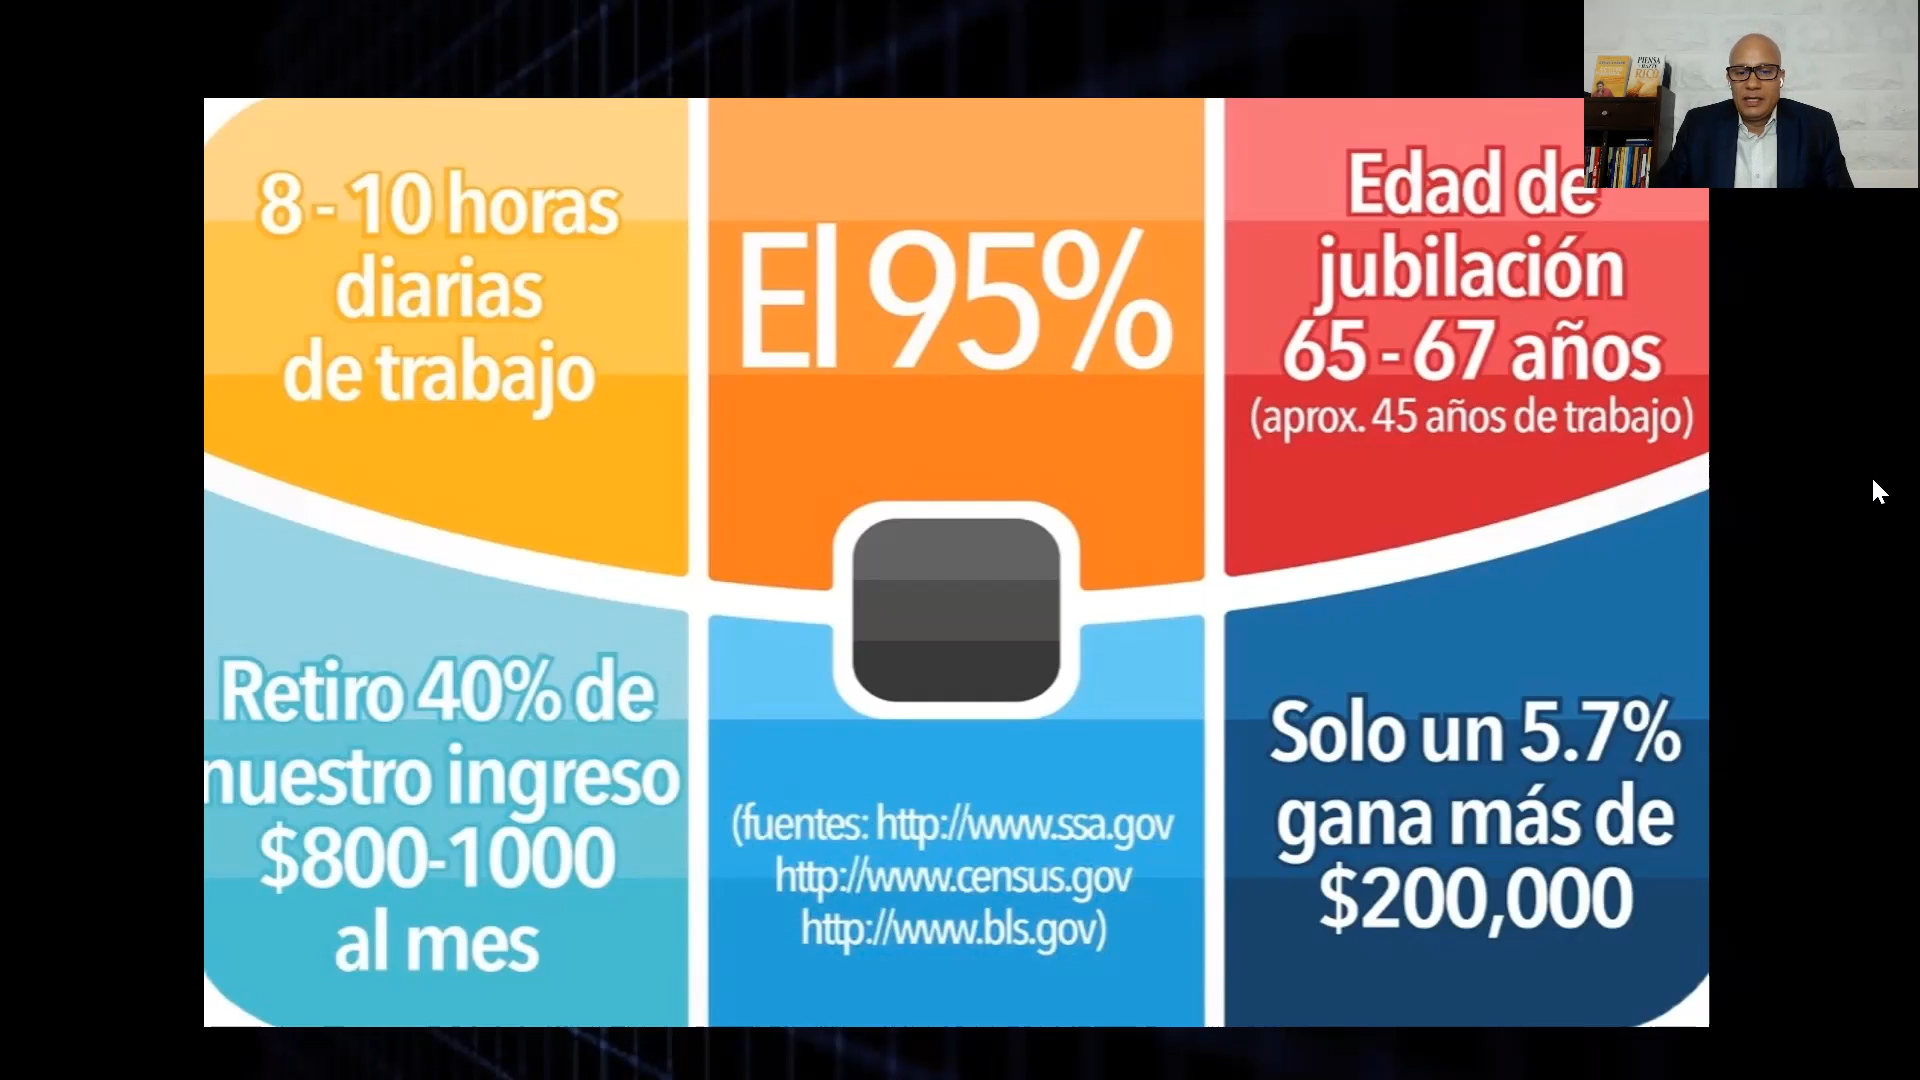 8 - 10 horas
diarias
de trabajo
El 95%
Edad de
jubilación
65 - 67 años
(aprox. 45 años de trabajo)
Retiro 40% de
nuestro ingreso
$800-1000
al mes
(fuentes: http://www.ssa.gov
http://www.census.gov
http://www.bls.gov)
Solo un 5.7%
gana más de
$200,000
PIENSA
RICO